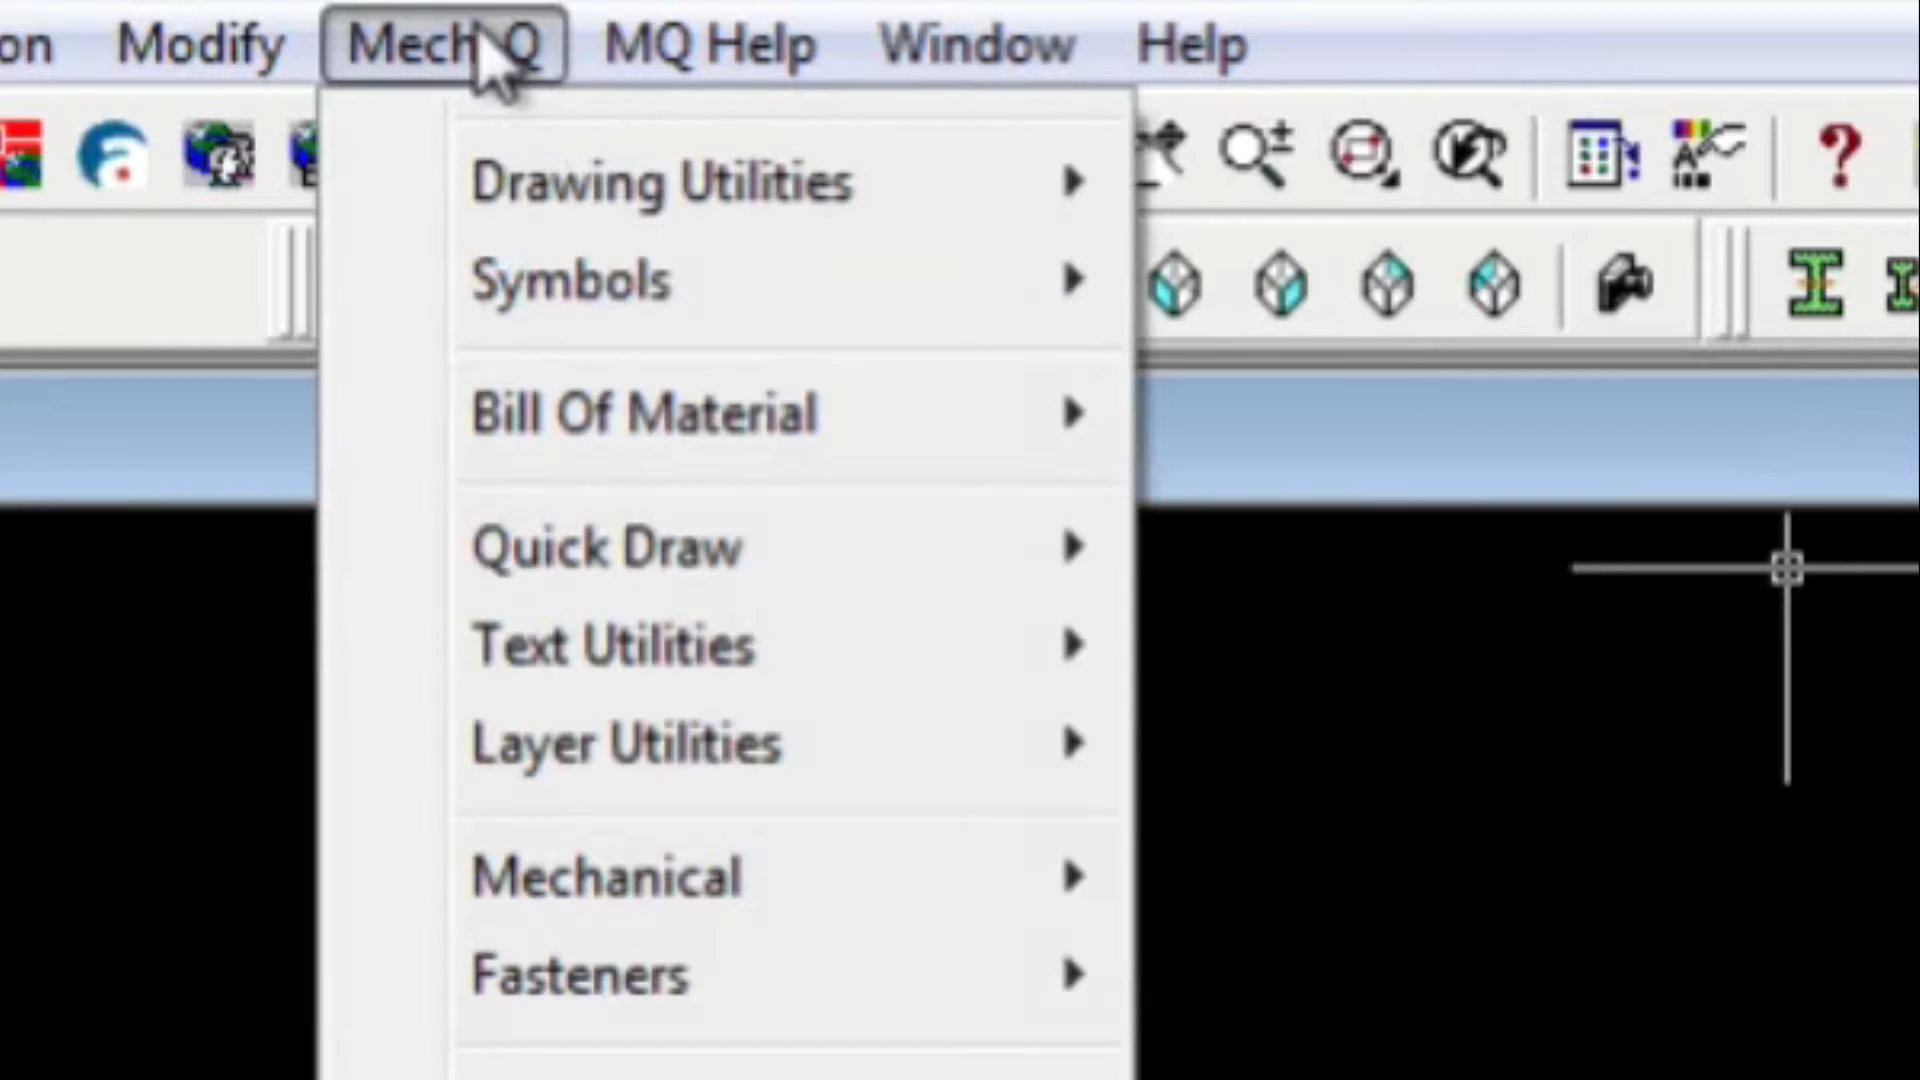 on Modify Mech-Q MQ Help Window Help
Drawing Utilities
Symbols
Bill Of Material
Quick Draw
Text Utilities
Layer Utilities
Mechanical
Fasteners